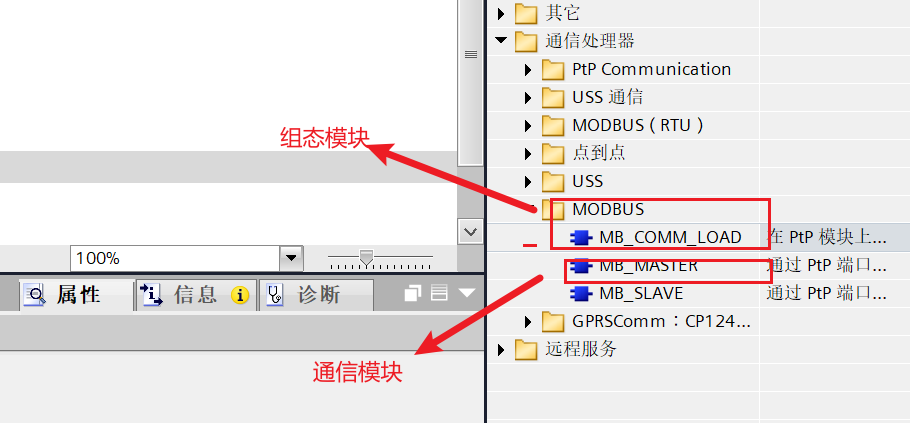 其它
通信处理器
PtP Communication
USS 通信
MODBUS ( RTU )
组态模块
点到点
USS
MODBUS
MB_COMM_LOAD 在 PtP 模块上...
100%
MB_MASTER 通过 PtP 端口...
属性 信息 诊断
MB_SLAVE 通过 PtP 端口...
GPRSComm：CP124...
远程服务
通信模块